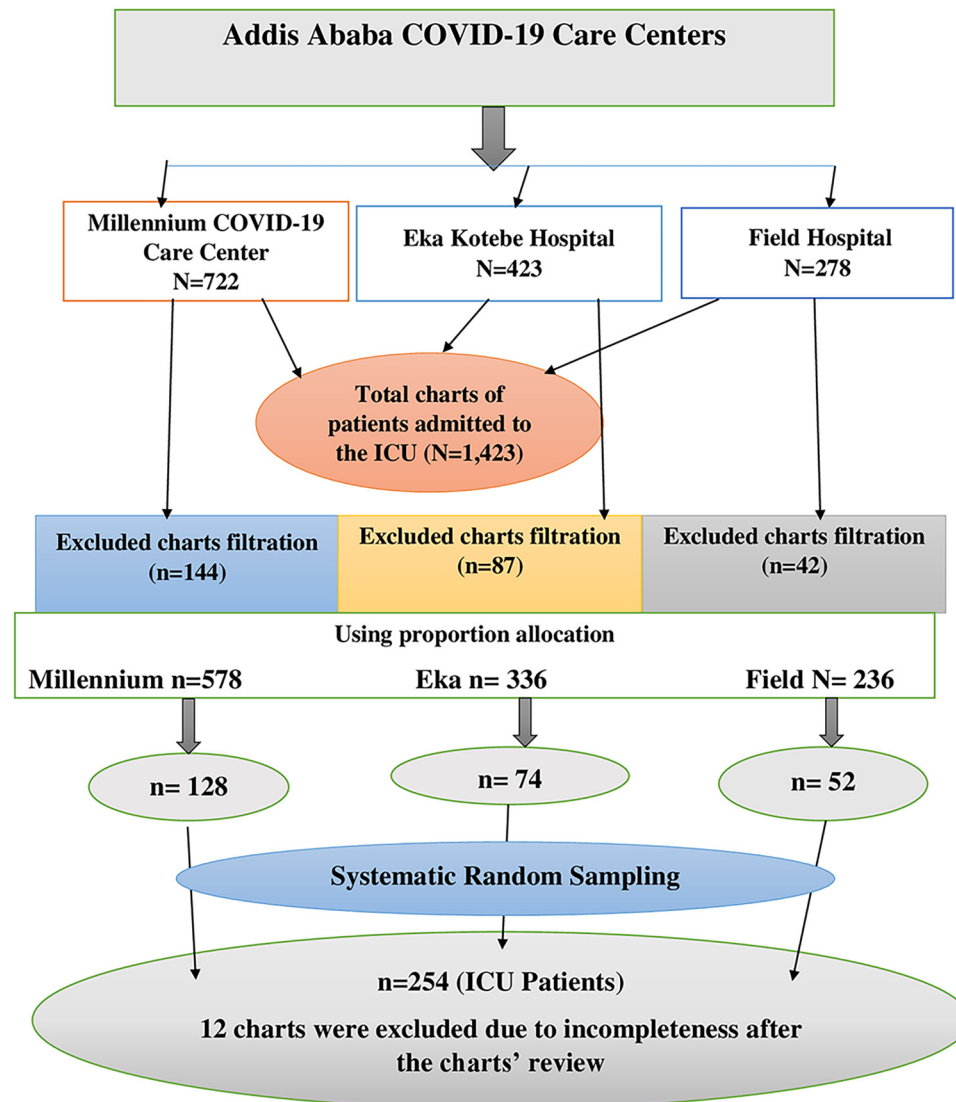 Addis Ababa COVID-19 Care Centers
Millennium COVID-19
Care Center
N=722
Eka Kotebe Hospital
N=423
Field Hospital
N=278
Total charts of
patients admitted to
the ICU (N=1,423)
Excluded charts filtration
(n=144)
Excluded charts filtration
(n=87)
Excluded charts filtration
(n=42)
Using proportion allocation
Millennium n=578
Eka n= 336
Field N= 236
n= 128
n= 74
n= 52
Systematic Random Sampling
n=254 (ICU Patients)
12 charts were excluded due to incompleteness after
the charts’ review